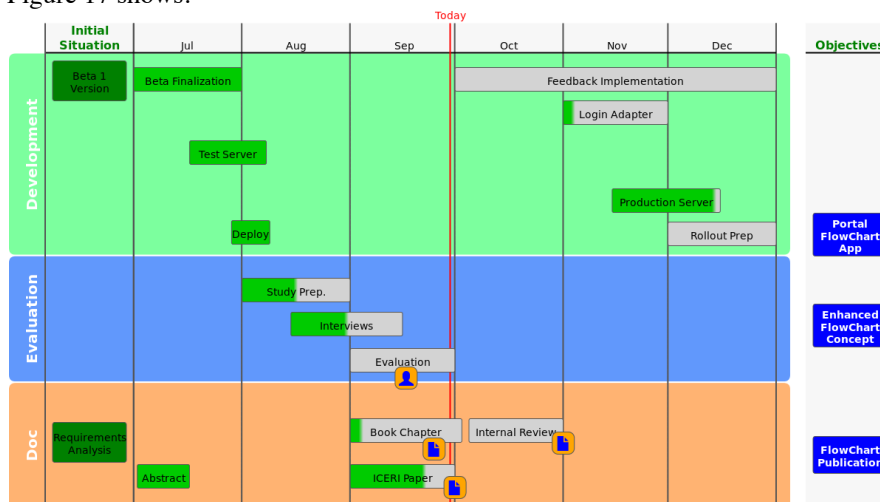 Figure 17 shows.
Today
Initial
Situation
Jul
Aug
Sep
Oct
Nov
Dec
Objectives
Development
Beta 1
Version
Beta Finalization
Feedback Implementation
Login Adapter
Test Server
Production Server
Deploy
Rollout Prep
Portal
FlowChart
App
Evaluation
Study Prep.
Interviews
Evaluation
Enhanced
FlowChart
Concept
Doc
Requirements
Analysis
Book Chapter
Internal Review
Abstract
ICERI Paper
FlowChart
Publication